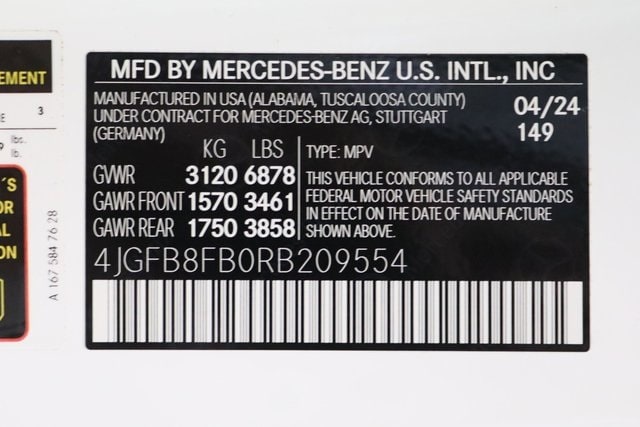 MFD BY MERCEDES-BENZ U.S. INTL., INC
MANUFACTURED IN USA (ALABAMA, TUSCALOOSA COUNTY)
UNDER CONTRACT FOR MERCEDES-BENZ AG, STUTTGART
(GERMANY)
04/24
149
KG LBS
GVWR 3120 6878
GAWR FRONT 1570 3461
GAWR REAR 1750 3858
TYPE: MPV
THIS VEHICLE CONFORMS TO ALL APPLICABLE
FEDERAL MOTOR VEHICLE SAFETY STANDARDS
IN EFFECT ON THE DATE OF MANUFACTURE
SHOWN ABOVE.
4JGFB8FB0RB209554
EMENT
3
lbs.
lb.
'S
OR
AL
ON
A 167 584 76 28